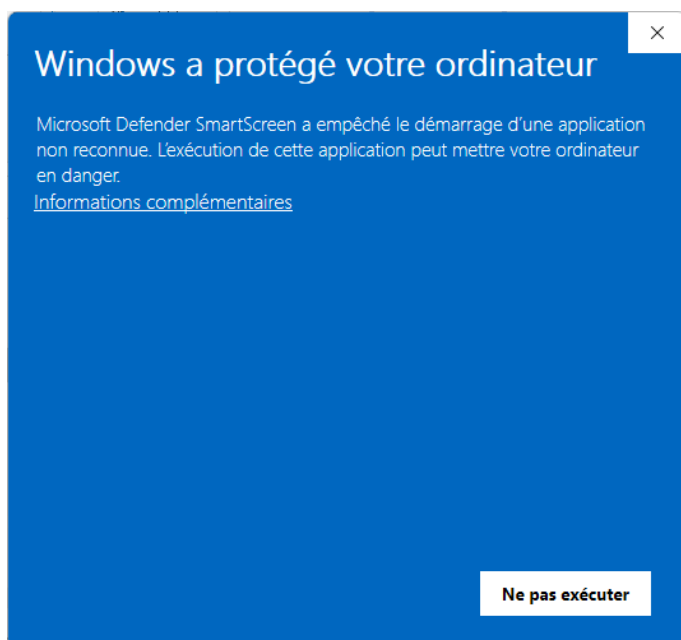 Windows a protégé votre ordinateur
Microsoft Defender SmartScreen a empêché le démarrage d’une application
non reconnue. L’exécution de cette application peut mettre votre ordinateur
en danger.
Informations complémentaires
Ne pas exécuter